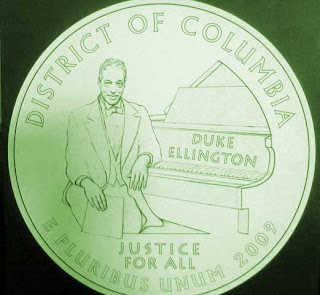 DISTRICT OF COLUMBIA
DUKE
ELLINGTON
JUSTICE
FOR ALL
E PLURIBUS UNUM 2009